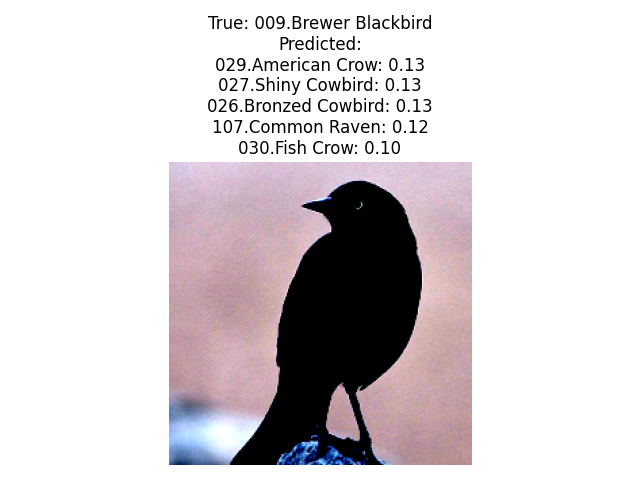 True: 009.Brewer Blackbird
Predicted:
029.American Crow: 0.13
027.Shiny Cowbird: 0.13
026.Bronzed Cowbird: 0.13
107.Common Raven: 0.12
030.Fish Crow: 0.10